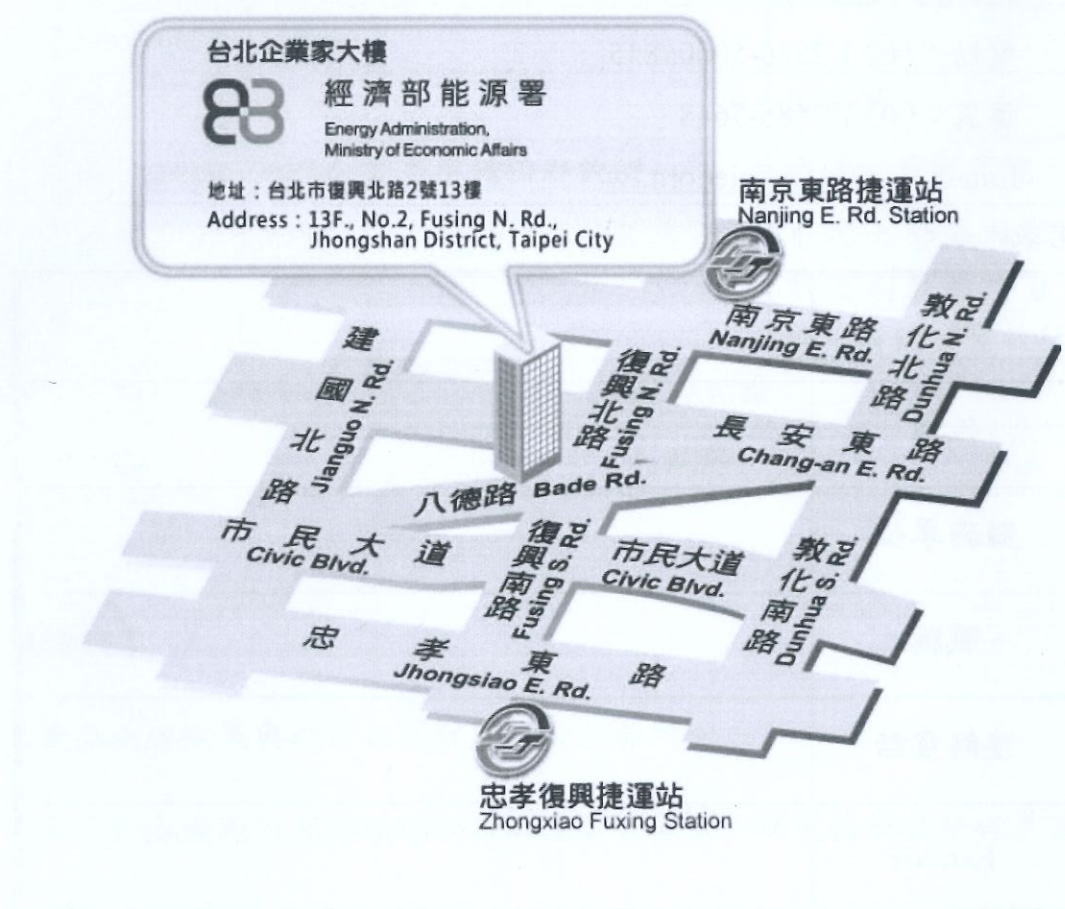 台北企業家大樓
經濟部能源署
Energy Administration,
Ministry of Economic Affairs
地址：台北市復興北路2號13樓
Address : 13F., No.2, Fusing N. Rd.,
Jhongshan District, Taipei City
南京東路捷運站
Nanjing E. Rd. Station
南京東路
Nanjing E. Rd.
敦化北路
Dunhua N. Rd.
建國北路
Jianguo N. Rd.
復興北路
Fusing N. Rd.
長安東路
Chang-an E. Rd.
八德路 Bade Rd.
市民大道
Civic Blvd.
復興南路
Fusing S. Rd.
市民大道
Civic Blvd.
敦化南路
Dunhua S. Rd.
忠孝東路
Jhongsiao E. Rd.
忠孝復興捷運站
Zhongxiao Fuxing Station